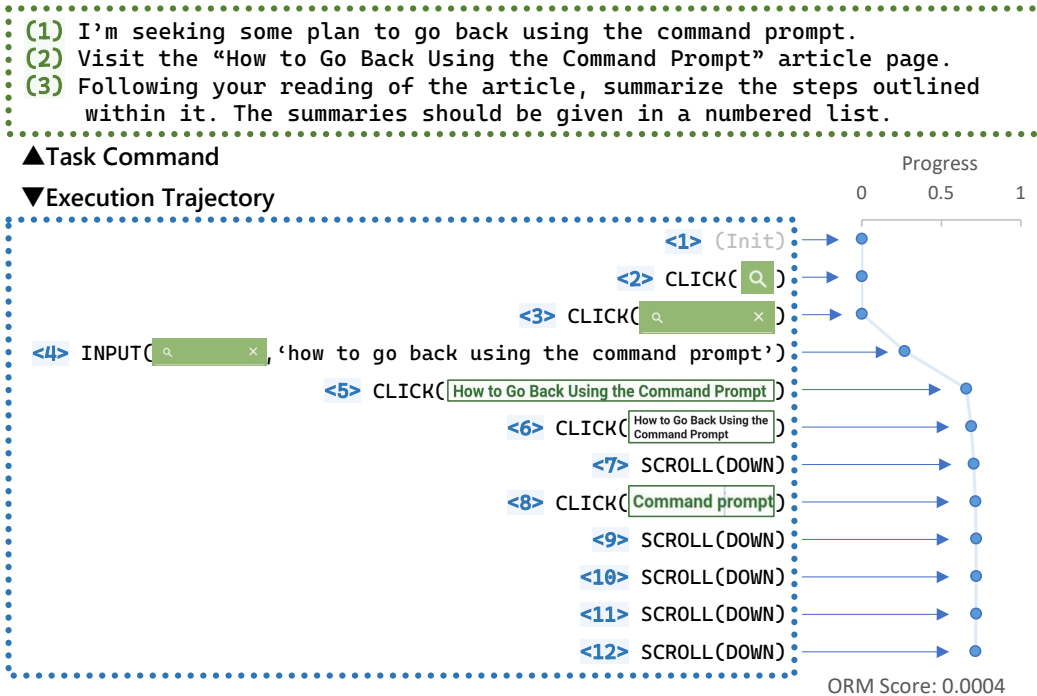 (1) I’m seeking some plan to go back using the command prompt.
(2) Visit the “How to Go Back Using the Command Prompt” article page.
(3) Following your reading of the article, summarize the steps outlined
within it. The summaries should be given in a numbered list.
▲Task Command
▼Execution Trajectory
Progress
0 0.5 1
<1> (Init)
<2> CLICK( )
<3> CLICK( × )
<4> INPUT( × ,‘how to go back using the command prompt’)
<5> CLICK( How to Go Back Using the Command Prompt )
<6> CLICK( How to Go Back Using the
Command Prompt )
<7> SCROLL(DOWN)
<8> CLICK( Command prompt )
<9> SCROLL(DOWN)
<10> SCROLL(DOWN)
<11> SCROLL(DOWN)
<12> SCROLL(DOWN)
ORM Score: 0.0004